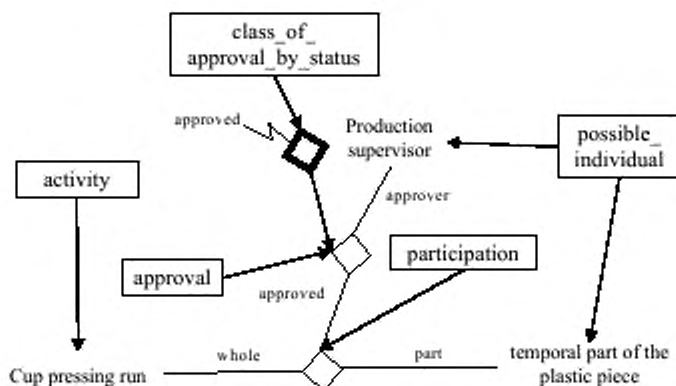 class_of_
approval_by_status
approved
Production
supervisor
possible_
individual
activity
approver
participation
approval
approved
whole
part
Cup pressing run
temporal part of the
plastic piece